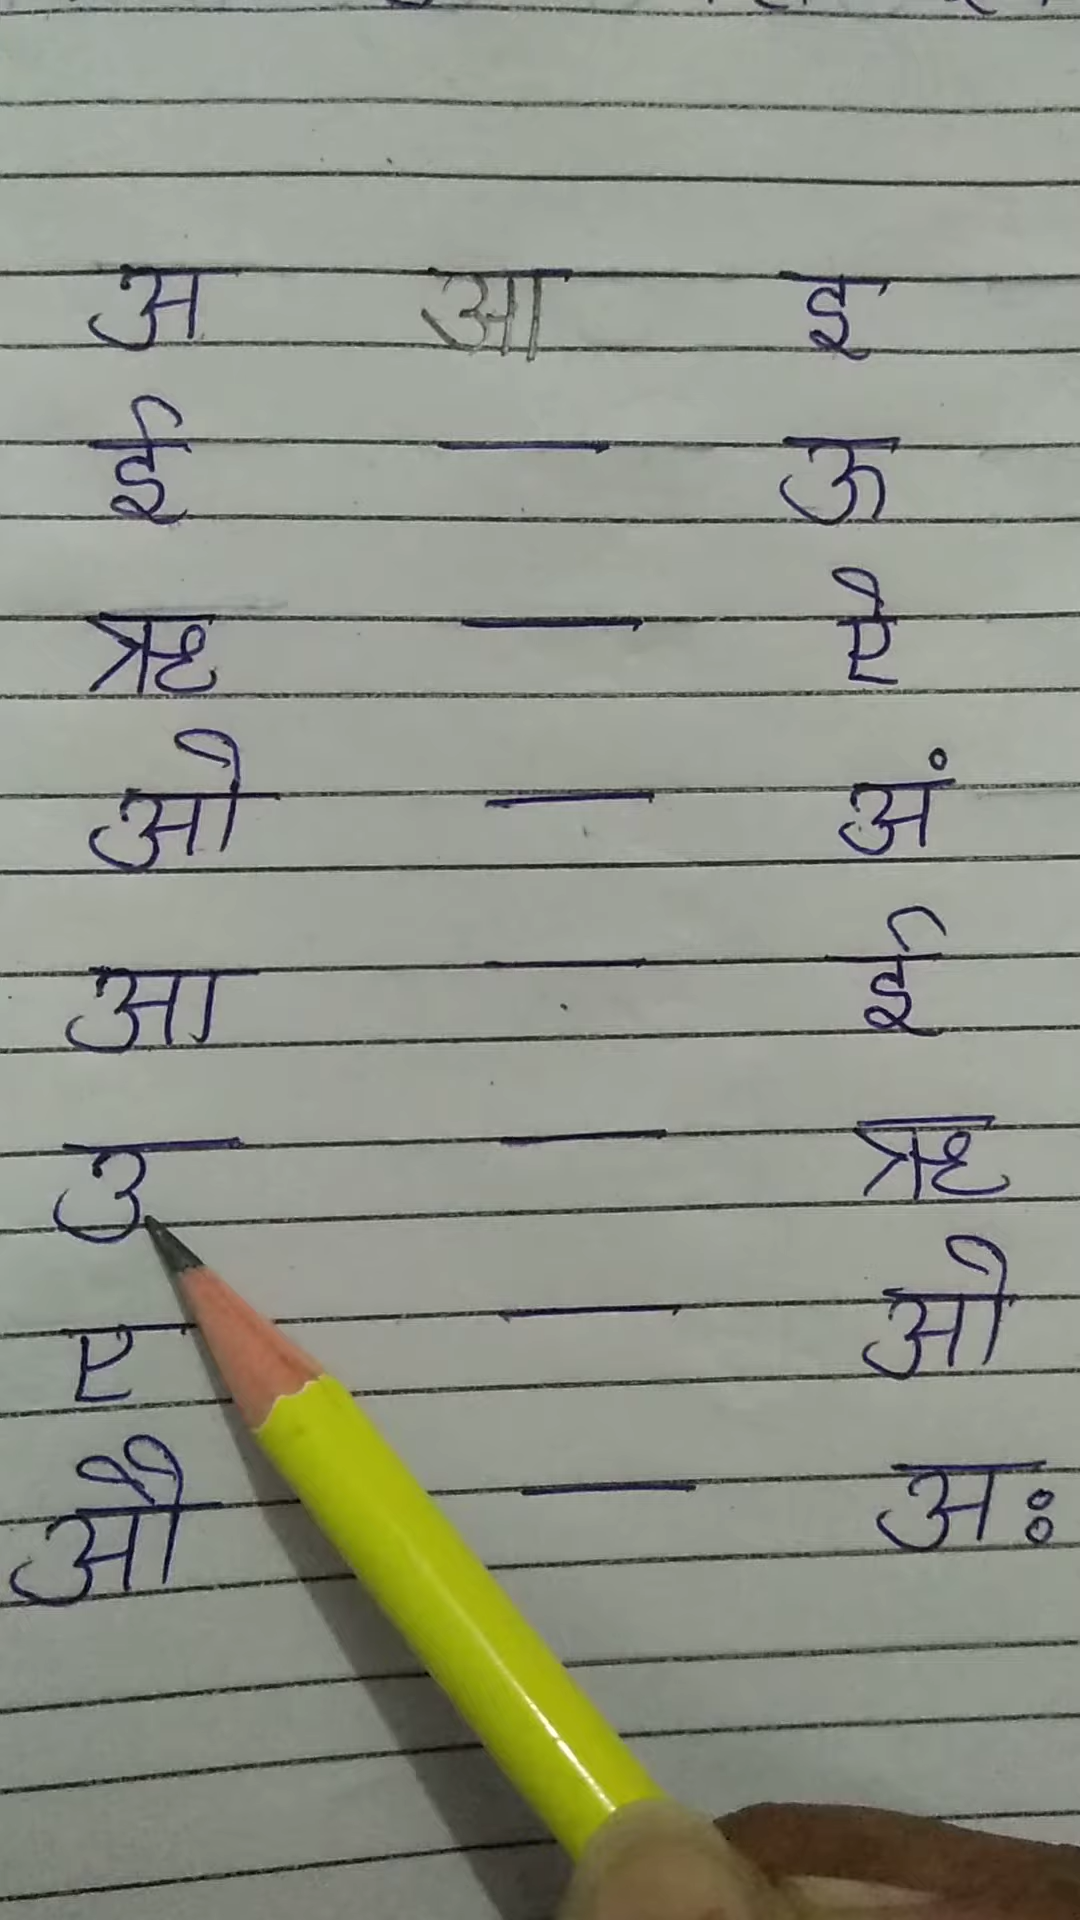 अ आ इ
ई — ऊ
ऋ — ऐ
ओ — अं
आ — ई
उ — ऋ
ए — ओ
औ — अः